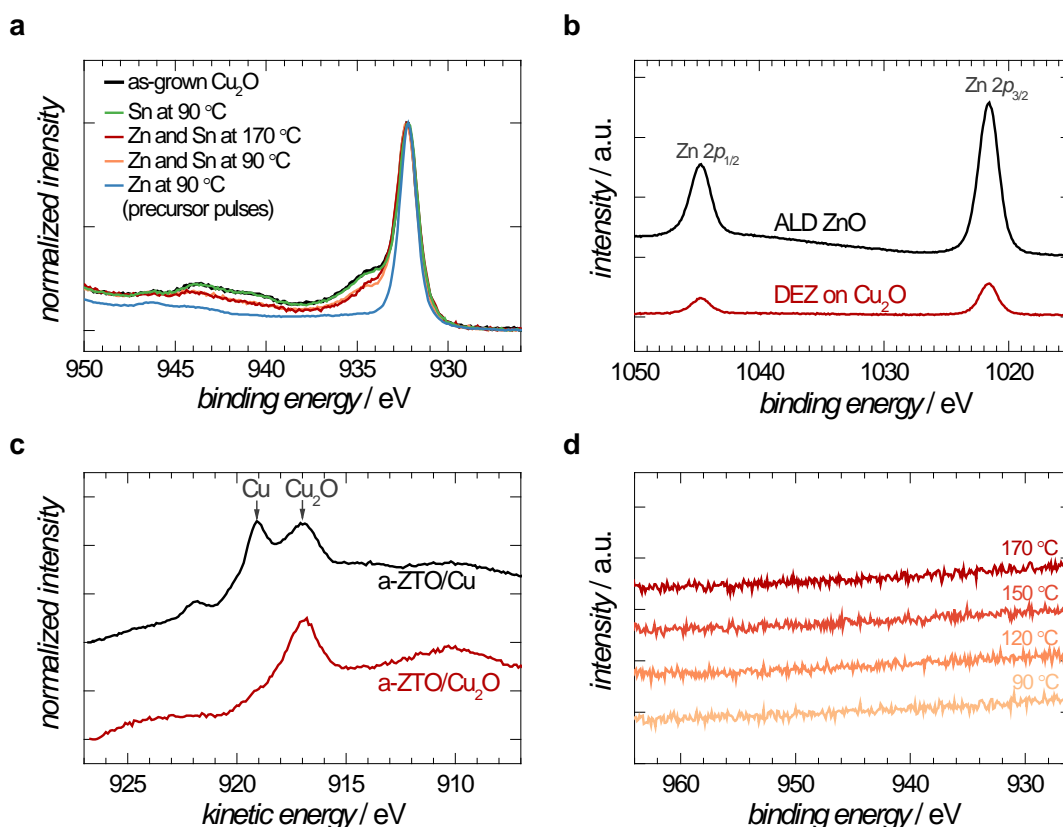 a
as-grown Cu₂O
Sn at 90 °C
Zn and Sn at 170 °C
Zn and Sn at 90 °C
Zn at 90 °C
(precursor pulses)
normalized inensity
950 945 940 935 930
binding energy / eV
b
Zn 2p₃/₂
Zn 2p₁/₂
ALD ZnO
DEZ on Cu₂O
intensity / a.u.
1050 1040 1030 1020
binding energy / eV
c
Cu Cu₂O
a-ZTO/Cu
a-ZTO/Cu₂O
normalized intensity
925 920 915 910
kinetic energy / eV
d
170 °C
150 °C
120 °C
90 °C
intensity / a.u.
960 950 940 930
binding energy / eV